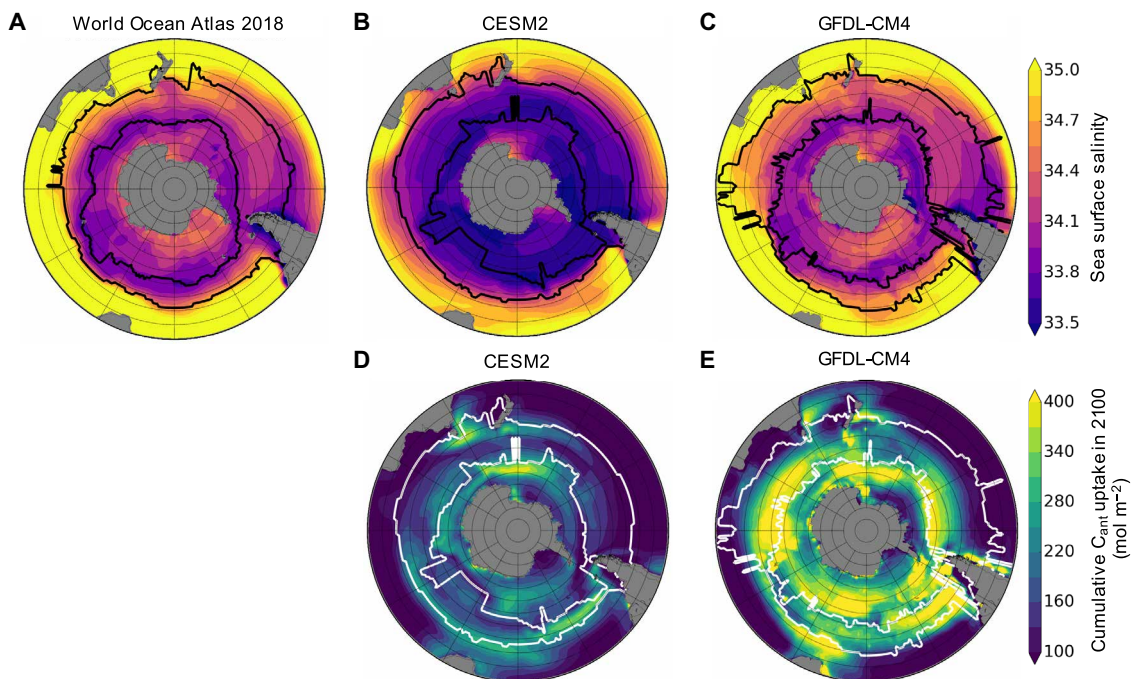 A
World Ocean Atlas 2018
B
CESM2
C
GFDL-CM4
35.0
34.7
34.4
34.1
33.8
33.5
Sea surface salinity
D
CESM2
E
GFDL-CM4
400
340
280
220
160
100
Cumulative Cant uptake in 2100
(mol m−2)